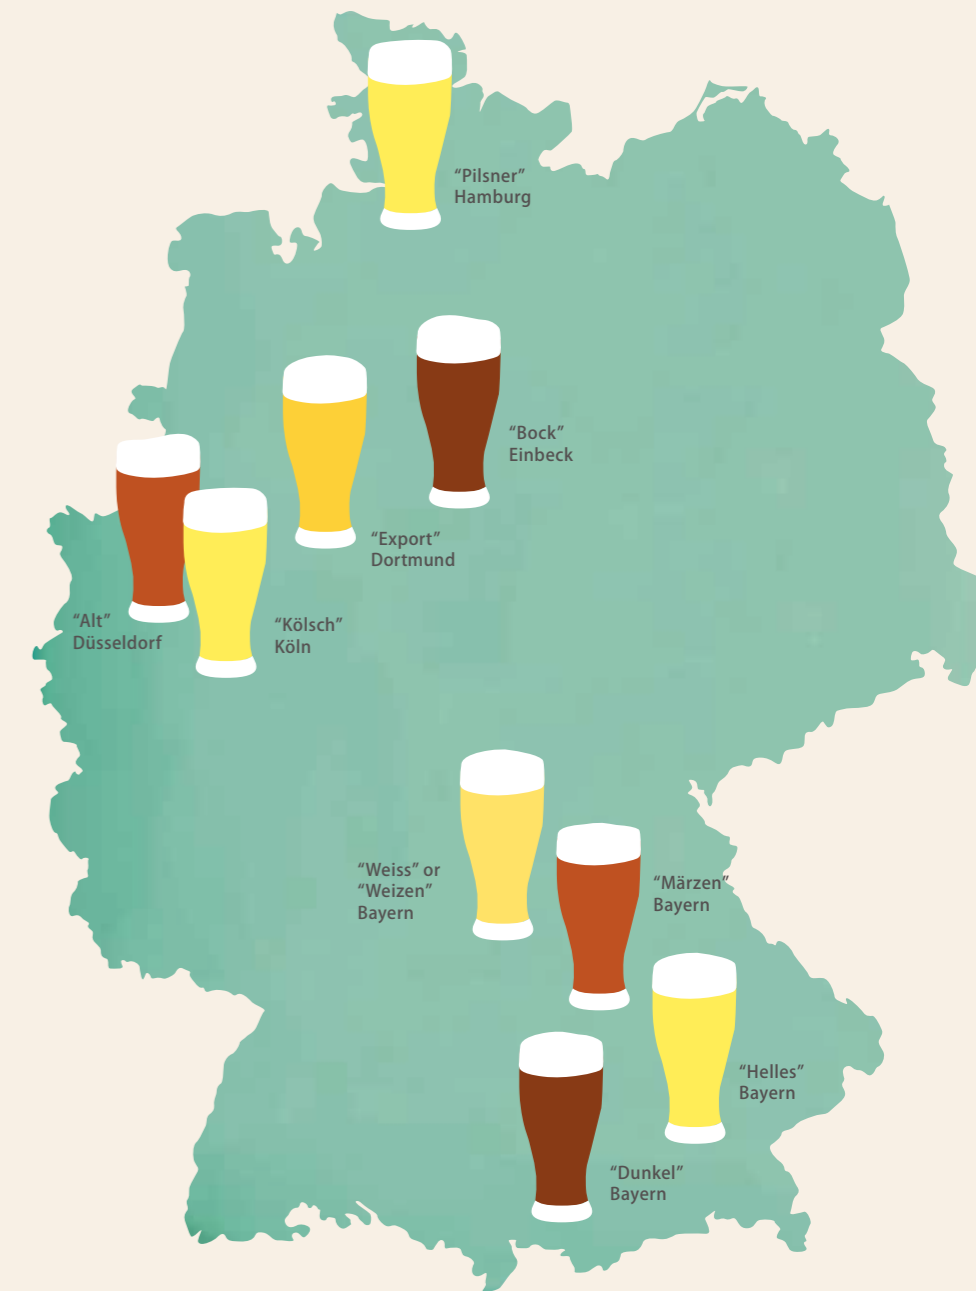 “Pilsner”
Hamburg
“Bock”
Einbeck
“Export”
Dortmund
“Alt”
Düsseldorf
“Kölsch”
Köln
“Weiss” or
“Weizen”
Bayern
“Märzen”
Bayern
“Helles”
Bayern
“Dunkel”
Bayern